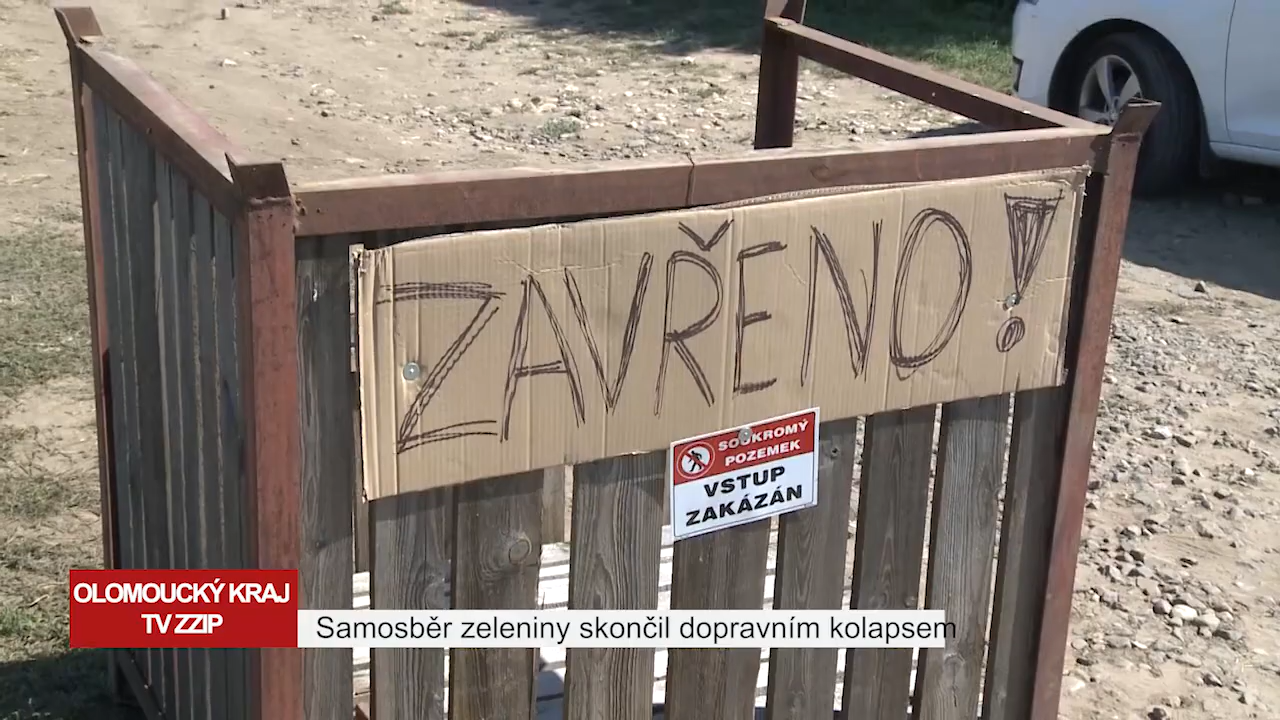 ZAVŘENO!
SOUKROMÝ
POZEMEK
VSTUP
ZAKÁZÁN
OLOMOUCKÝ KRAJ
TV ZZIP
Samosběr zeleniny skončil dopravním kolapsem